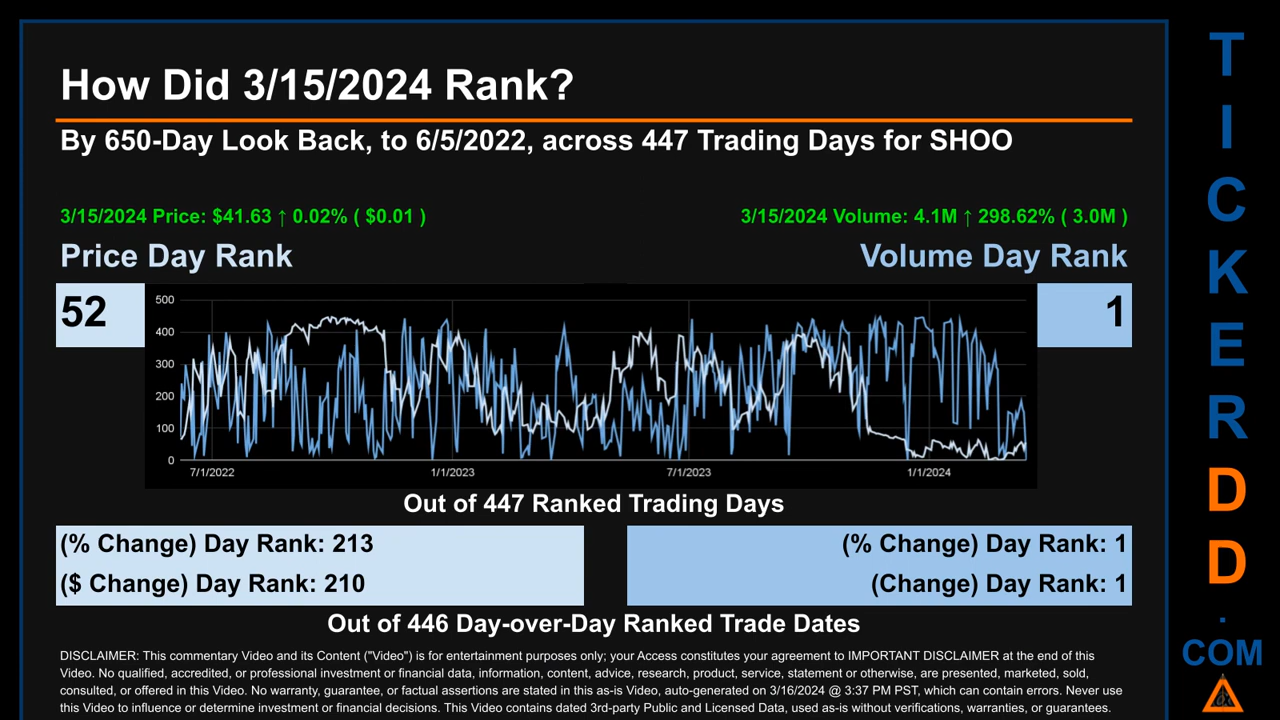 How Did 3/15/2024 Rank?
By 650-Day Look Back, to 6/5/2022, across 447 Trading Days for SHOO
3/15/2024 Price: $41.63 ↑ 0.02% ( $0.01 )
3/15/2024 Volume: 4.1M ↑ 298.62% ( 3.0M )
Price Day Rank
Volume Day Rank
52
1
500
400
300
200
100
0
7/1/2022
1/1/2023
7/1/2023
1/1/2024
Out of 447 Ranked Trading Days
(% Change) Day Rank: 213
($ Change) Day Rank: 210
(% Change) Day Rank: 1
(Change) Day Rank: 1
Out of 446 Day-over-Day Ranked Trade Dates
DISCLAIMER: This commentary Video and its Content ("Video") is for entertainment purposes only; your Access constitutes your agreement to IMPORTANT DISCLAIMER at the end of this
Video. No qualified, accredited, or professional investment or financial data, information, content, advice, research, product, service, statement or otherwise, are presented, marketed, sold,
consulted, or offered in this Video. No warranty, guarantee, or factual assertions are stated in this as-is Video, auto-generated on 3/16/2024 @ 3:37 PM PST, which can contain errors. Never use
this Video to influence or determine investment or financial decisions. This Video contains dated 3rd-party Public and Licensed Data, used as-is without verifications, warranties, or guarantees.
T
I
C
K
E
R
D
D
.
COM